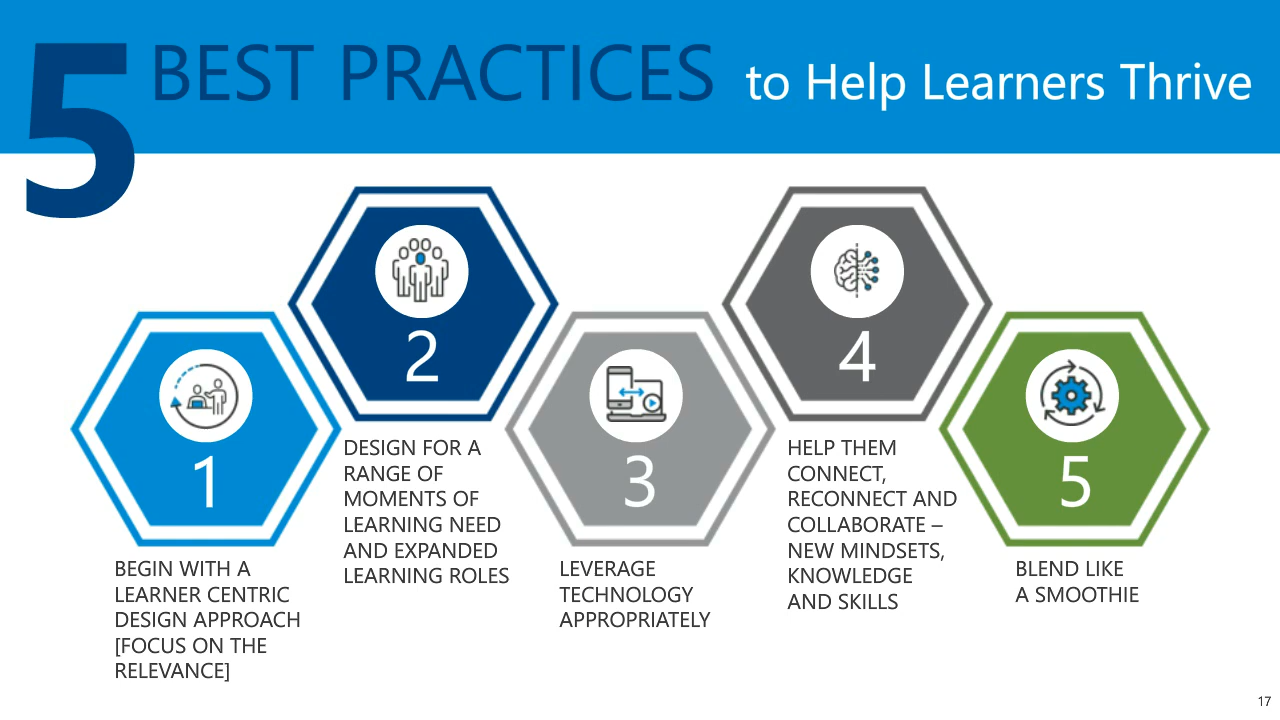 5 BEST PRACTICES to Help Learners Thrive
1
BEGIN WITH A
LEARNER CENTRIC
DESIGN APPROACH
[FOCUS ON THE
RELEVANCE]
2
DESIGN FOR A
RANGE OF
MOMENTS OF
LEARNING NEED
AND EXPANDED
LEARNING ROLES
3
LEVERAGE
TECHNOLOGY
APPROPRIATELY
4
HELP THEM
CONNECT,
RECONNECT AND
COLLABORATE –
NEW MINDSETS,
KNOWLEDGE
AND SKILLS
5
BLEND LIKE
A SMOOTHIE
17